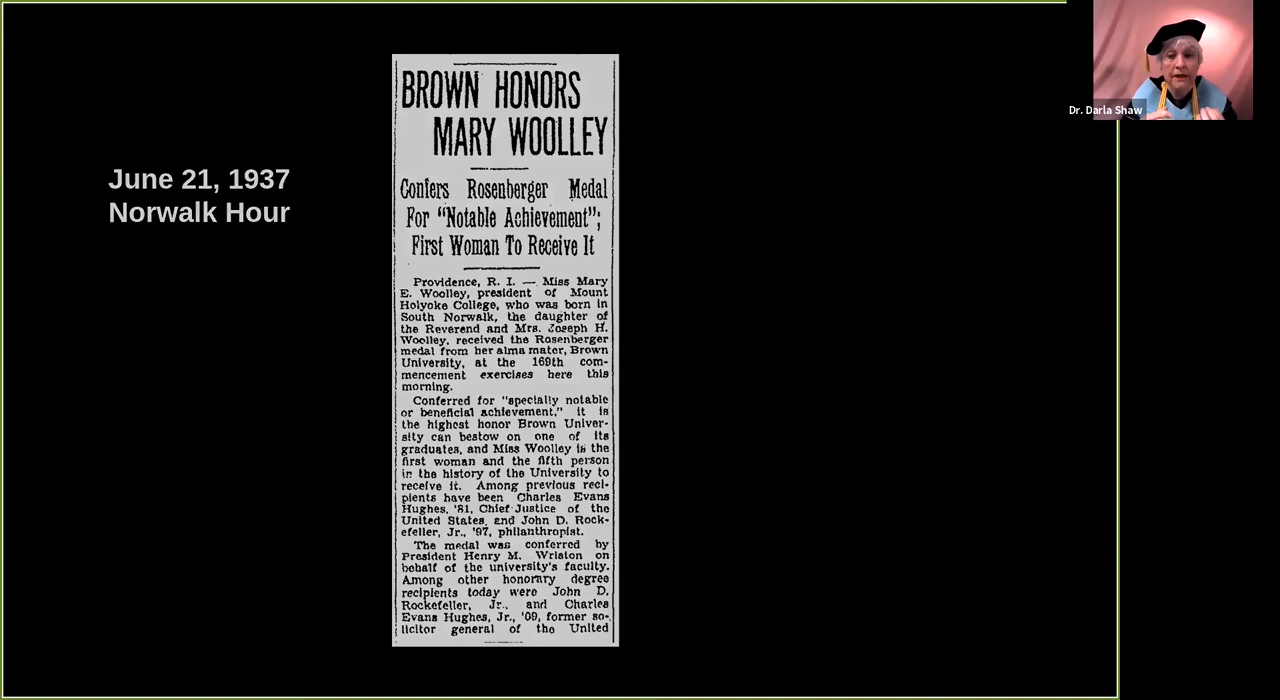 June 21, 1937
Norwalk Hour
BROWN HONORS
MARY WOOLLEY
Confers Rosenberger Medal
For “Notable Achievement”;
First Woman To Receive It
Providence, R. I. — Miss Mary
E. Woolley, president of Mount
Holyoke College, who was born in
South Norwalk, the daughter of
the Reverend and Mrs. Joseph H.
Woolley, received the Rosenberger
medal from her alma mater, Brown
University, at the 169th com-
mencement exercises here this
morning.
Conferred for "specially notable
or beneficial achievement," it is
the highest honor Brown Univer-
sity can bestow on one of its
graduates, and Miss Woolley is the
first woman and the fifth person
in the history of the University to
receive it. Among previous reci-
pients have been Charles Evans
Hughes, '81, Chief Justice of the
United States, and John D. Rock-
efeller, Jr., '97, philanthropist.
The medal was conferred by
President Henry M. Wriston on
behalf of the university's faculty.
Among other honorary degree
recipients today were John D.
Rockefeller, Jr., and Charles
Evans Hughes, Jr., '09, former so-
licitor general of the United
Dr. Darla Shaw